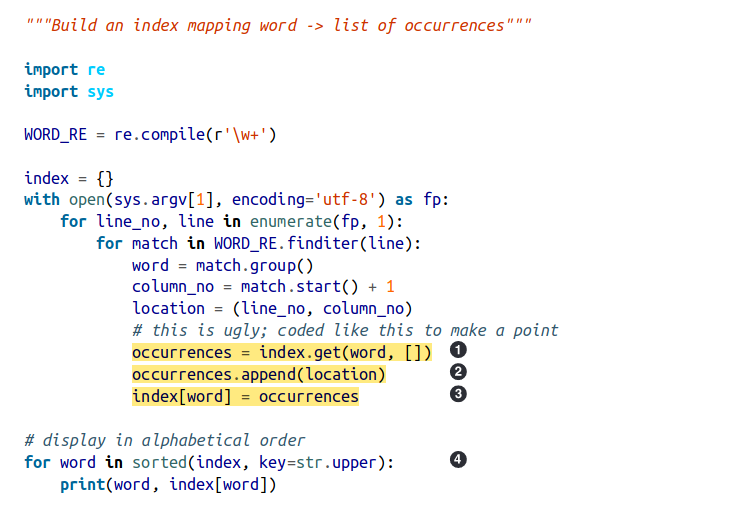 """Build an index mapping word -> list of occurrences"""

import re
import sys

WORD_RE = re.compile(r'\w+')

index = {}
with open(sys.argv[1], encoding='utf-8') as fp:
    for line_no, line in enumerate(fp, 1):
        for match in WORD_RE.finditer(line):
            word = match.group()
            column_no = match.start() + 1
            location = (line_no, column_no)
            # this is ugly; coded like this to make a point
            occurrences = index.get(word, []) ❶
            occurrences.append(location) ❷
            index[word] = occurrences ❸

# display in alphabetical order
for word in sorted(index, key=str.upper): ❹
    print(word, index[word])